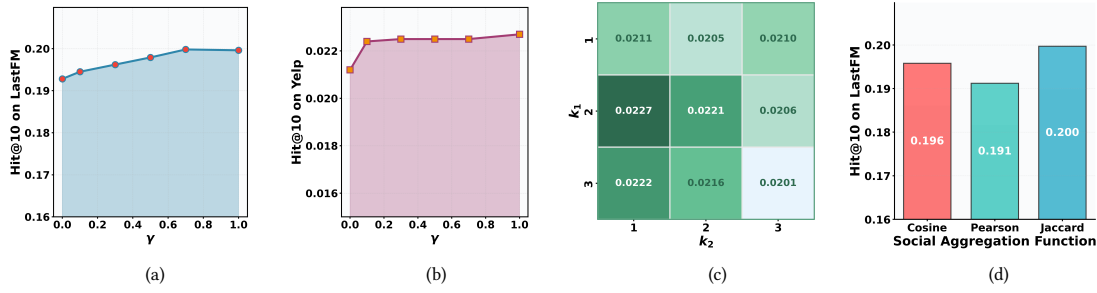 Hit@10 on LastFM
0.20
0.19
0.18
0.17
0.16
0.0 0.2 0.4 0.6 0.8 1.0
γ
(a)
Hit@10 on Yelp
0.022
0.020
0.018
0.016
0.0 0.2 0.4 0.6 0.8 1.0
γ
(b)
k₁
1 0.0211 0.0205 0.0210
2 0.0227 0.0221 0.0206
3 0.0222 0.0216 0.0201
1 2 3
k₂
(c)
Hit@10 on LastFM
0.20
0.19
0.18
0.17
0.16
0.196 0.191 0.200
Cosine Pearson Jaccard
Social Aggregation Function
(d)